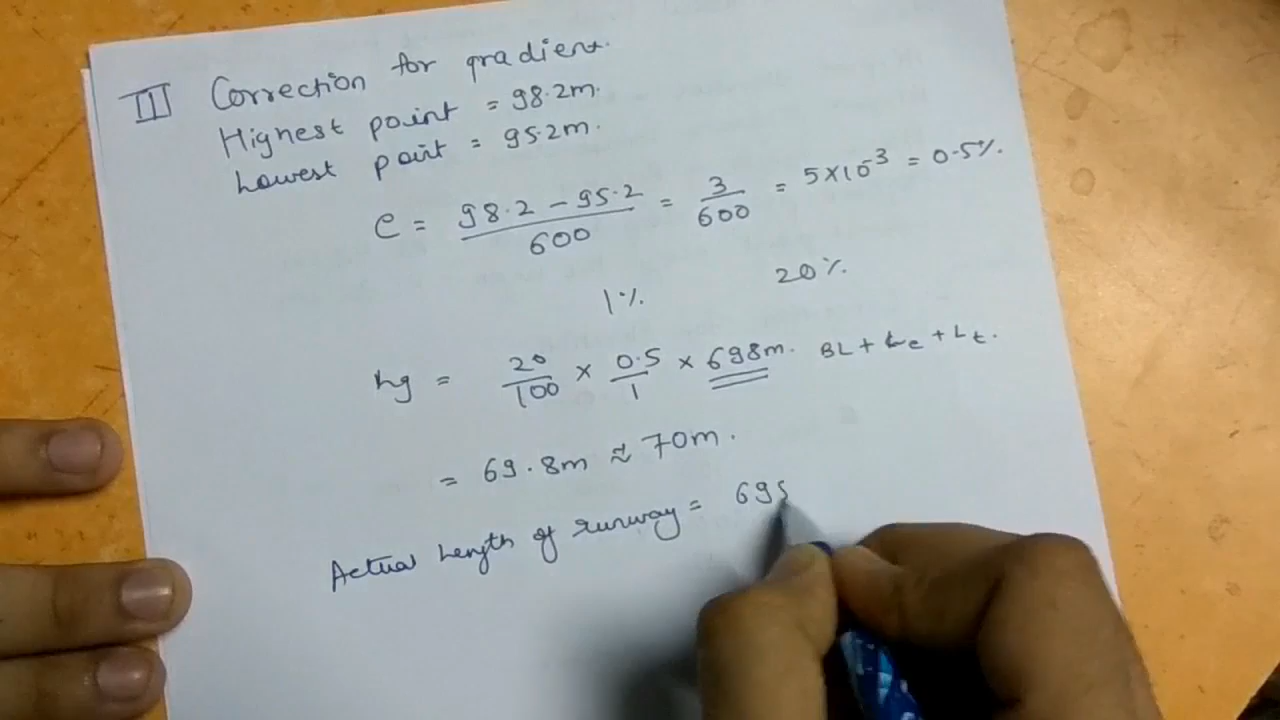 III Correction for gradient.
Highest point = 98.2m.
Lowest point = 95.2m.
e = 98.2 - 95.2 / 600 = 3 / 600 = 5×10^-3 = 0.5%.
1% 20%.
Lg = 20/100 × 0.5/1 × 698m. BL + Le + Lt.
= 69.8m ≈ 70m.
Actual Length of runway = 69